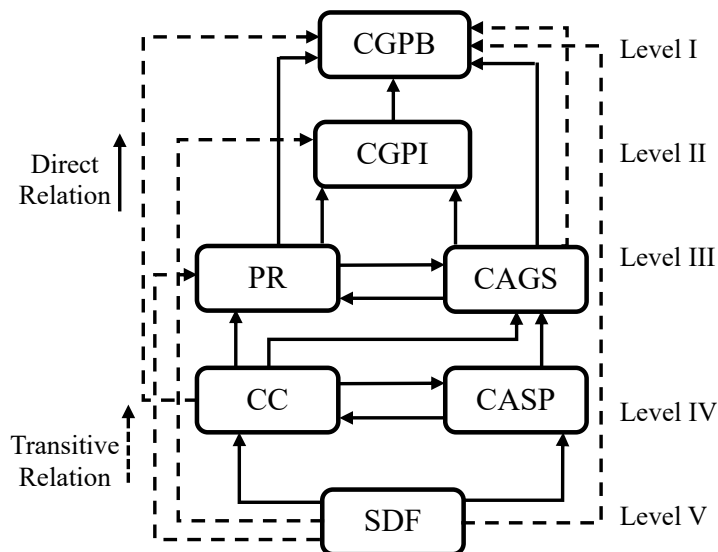 CGPB
Level I
CGPI
Level II
Direct
Relation
PR
CAGS
Level III
CC
CASP
Level IV
Transitive
Relation
SDF
Level V